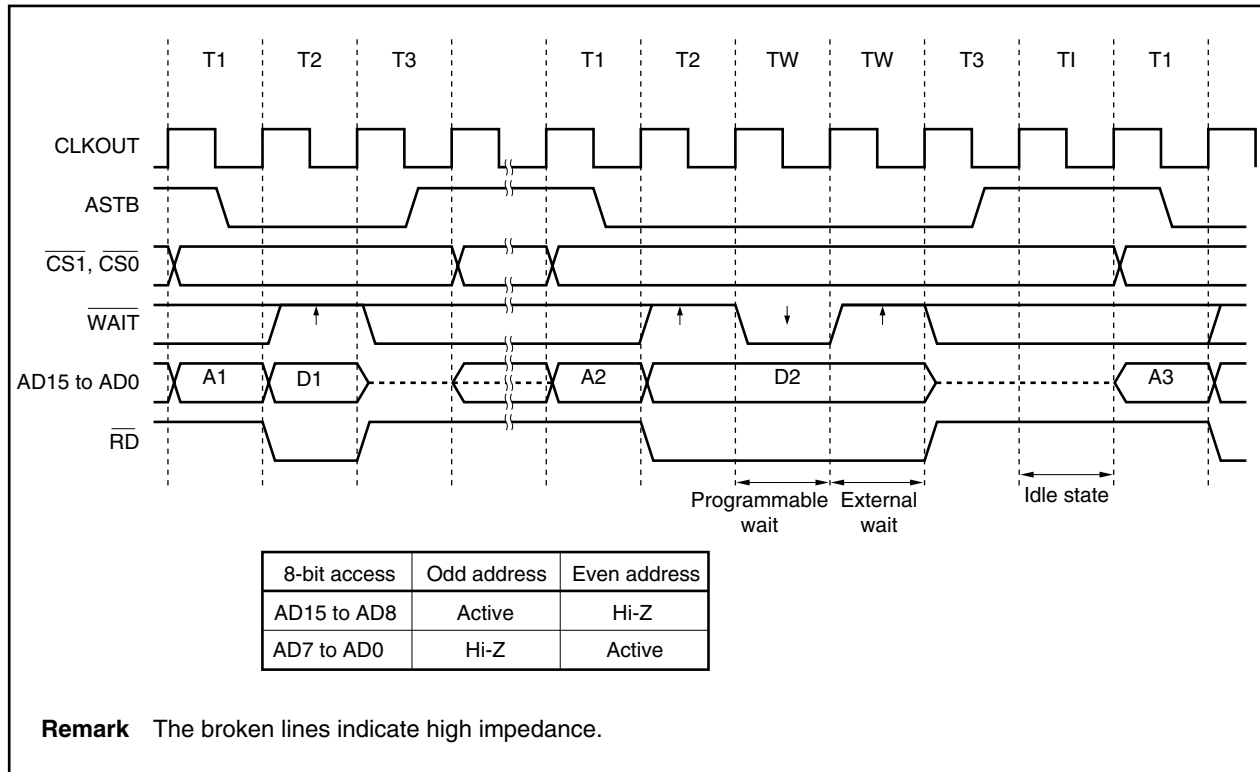 T1 T2 T3 T1 T2 TW TW T3 TI T1
CLKOUT
ASTB
CS1, CS0
WAIT
AD15 to AD0 A1 D1 A2 D2 A3
RD
Programmable wait
External wait
Idle state
8-bit access Odd address Even address
AD15 to AD8 Active Hi-Z
AD7 to AD0 Hi-Z Active
Remark The broken lines indicate high impedance.